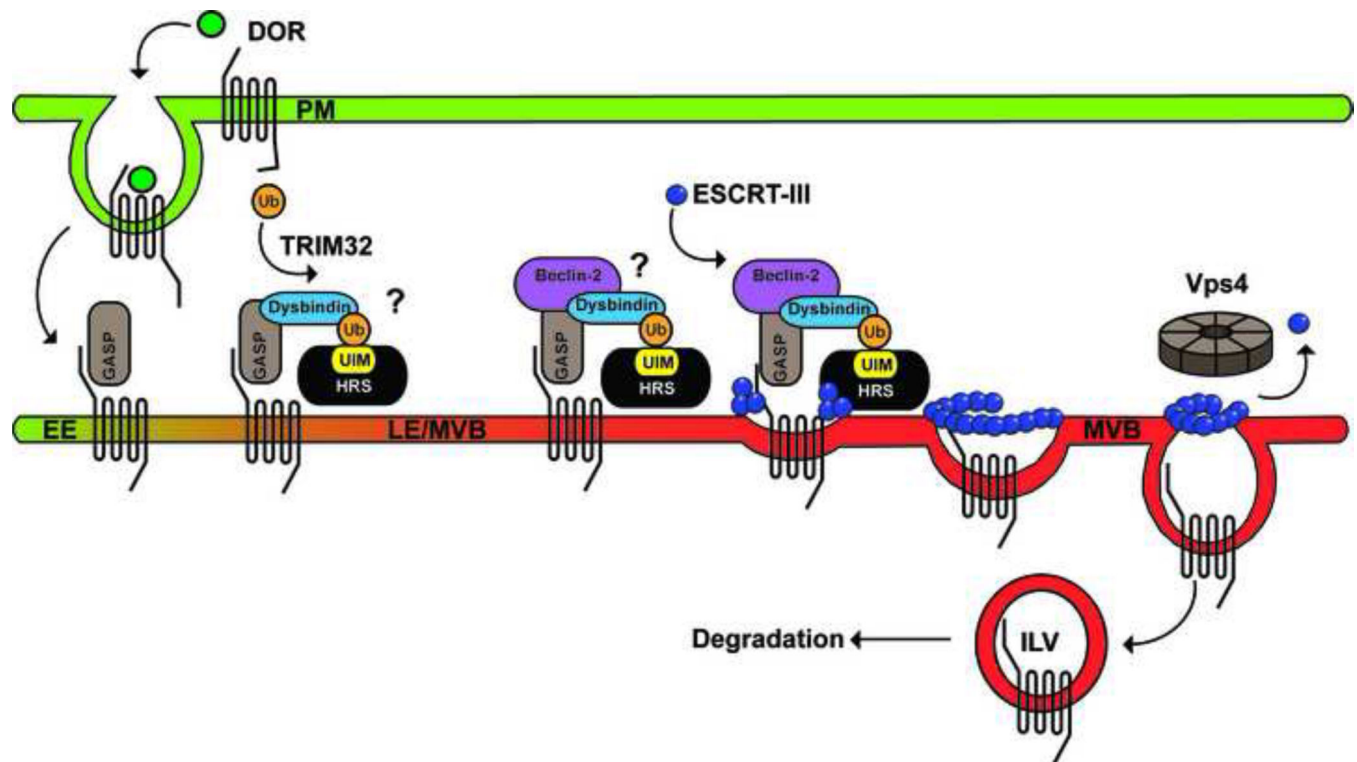 DOR
PM
Ub
TRIM32
ESCRT-III
Vps4
GASP
GASP
Dysbindin
?
Ub
UIM
HRS
Beclin-2
?
Dysbindin
GASP
Ub
UIM
HRS
Beclin-2
Dysbindin
GASP
Ub
UIM
HRS
EE
LE/MVB
MVB
Degradation
ILV